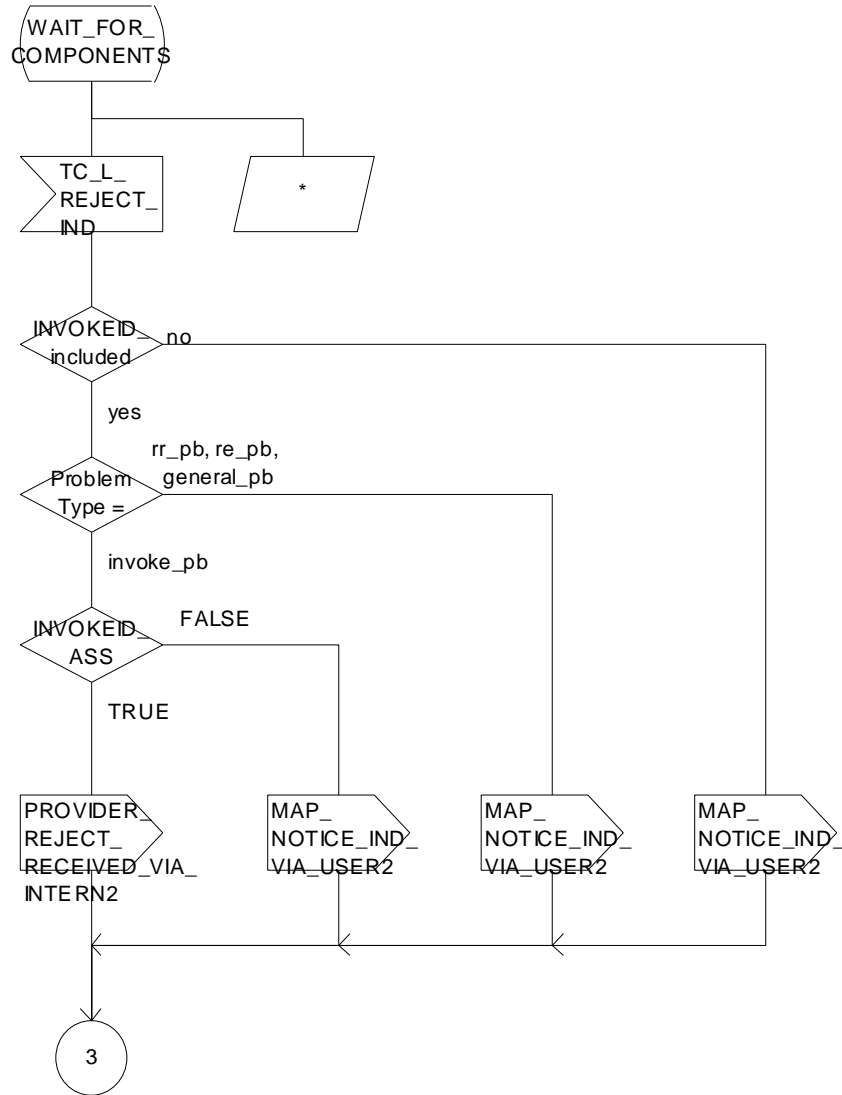 WAIT_FOR_
COMPONENTS
TC_L_
REJECT_
IND
*
INVOKEID_
included
no
yes
rr_pb, re_pb,
general_pb
Problem
Type =
invoke_pb
INVOKEID_
ASS
FALSE
TRUE
PROVIDER_
REJECT_
RECEIVED_VIA_
INTERN2
MAP_
NOTICE_IND_
VIA_USER2
MAP_
NOTICE_IND_
VIA_USER2
MAP_
NOTICE_IND_
VIA_USER2
3